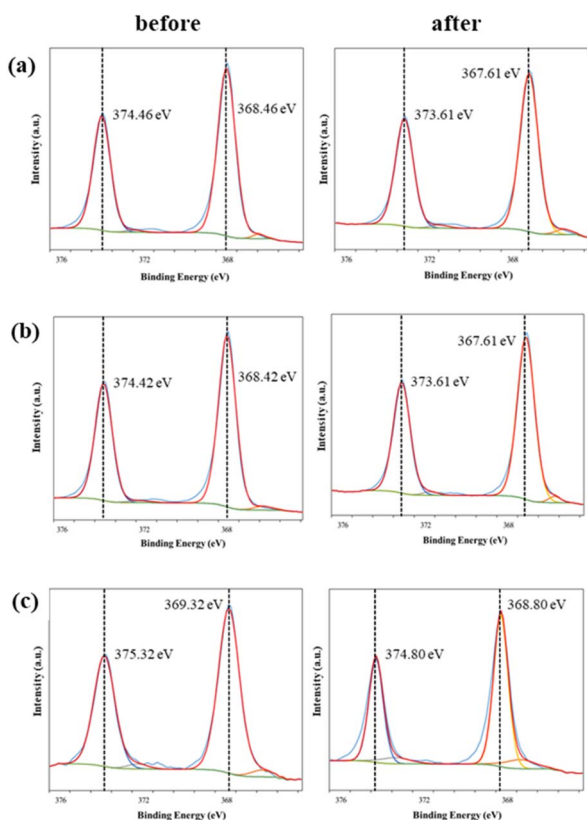 before
after
(a)
Intensity (a.u.)
374.46 eV
368.46 eV
376
372
368
Binding Energy (eV)
Intensity (a.u.)
373.61 eV
367.61 eV
376
372
368
Binding Energy (eV)
(b)
Intensity (a.u.)
374.42 eV
368.42 eV
376
372
368
Binding Energy (eV)
Intensity (a.u.)
373.61 eV
367.61 eV
376
372
368
Binding Energy (eV)
(c)
Intensity (a.u.)
375.32 eV
369.32 eV
376
372
368
Binding Energy (eV)
Intensity (a.u.)
374.80 eV
368.80 eV
376
372
368
Binding Energy (eV)